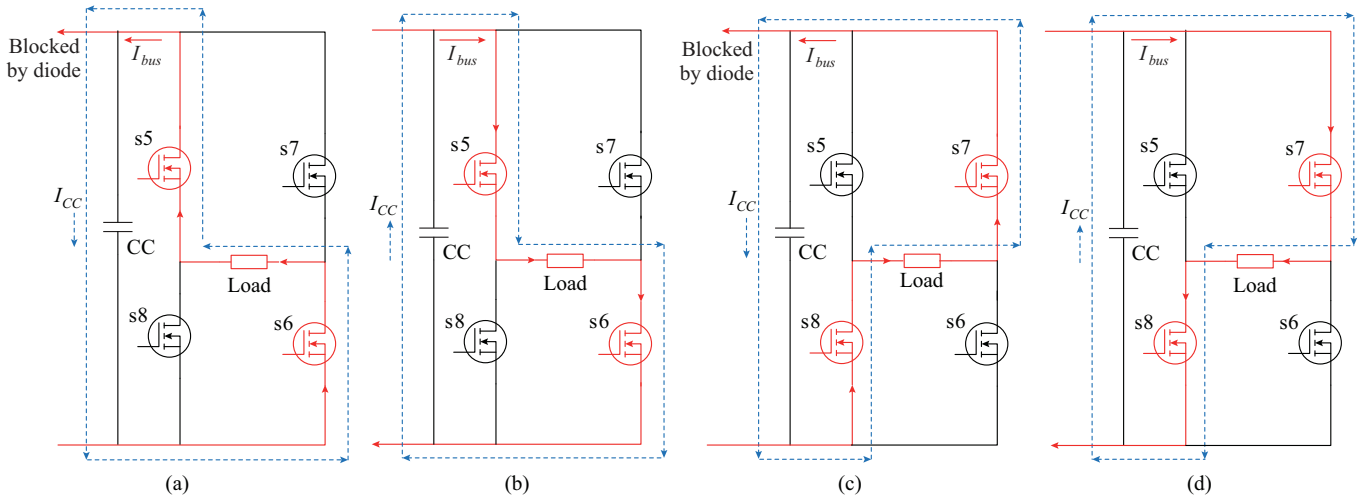 Blocked
by diode
I_bus
s5
s7
I_CC
CC
Load
s8
s6
(a)
I_bus
s5
s7
I_CC
CC
Load
s8
s6
(b)
Blocked
by diode
I_bus
s5
s7
I_CC
CC
Load
s8
s6
(c)
I_bus
s5
s7
I_CC
CC
Load
s8
s6
(d)